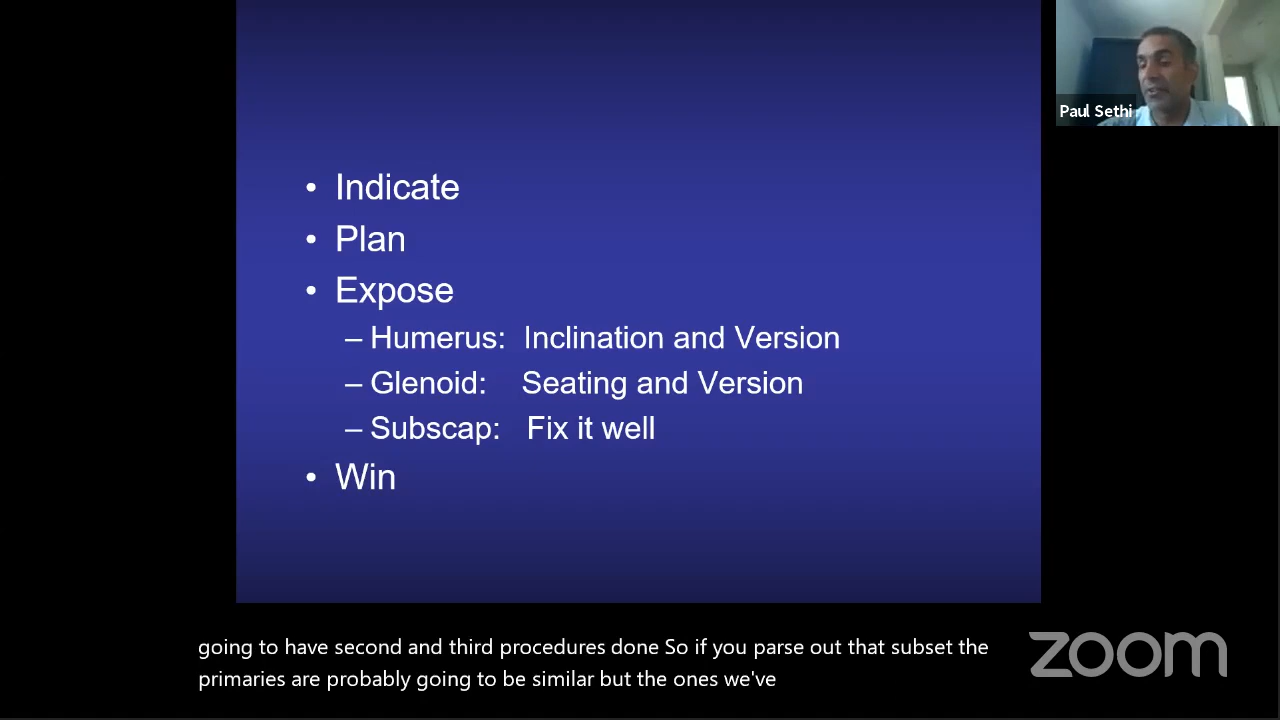 Paul Sethi
• Indicate
• Plan
• Expose
– Humerus: Inclination and Version
– Glenoid: Seating and Version
– Subscap: Fix it well
• Win
going to have second and third procedures done So if you parse out that subset the
primaries are probably going to be similar but the ones we've
zoom